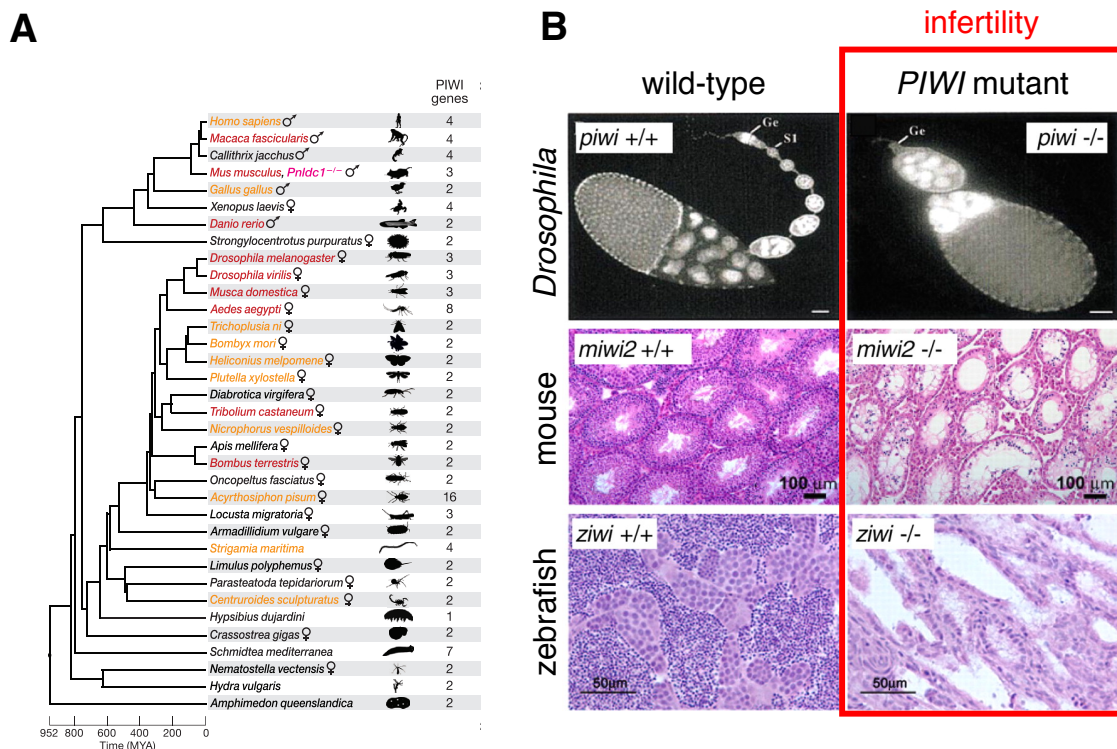 A
PIWI
genes
Homo sapiens ♂ 4
Macaca fascicularis ♂ 4
Callithrix jacchus ♂ 4
Mus musculus, Pnldc1⁻/⁻ ♂ 3
Gallus gallus ♂ 2
Xenopus laevis ♀ 4
Danio rerio ♂ 2
Strongylocentrotus purpuratus ♀ 2
Drosophila melanogaster ♀ 3
Drosophila virilis ♀ 3
Musca domestica ♀ 3
Aedes aegypti ♀ 8
Trichoplusia ni ♀ 2
Bombyx mori ♀ 2
Heliconius melpomene ♀ 2
Plutella xylostella ♀ 2
Diabrotica virgifera ♀ 2
Tribolium castaneum ♀ 2
Nicrophorus vespilloides ♀ 2
Apis mellifera ♀ 2
Bombus terrestris ♀ 2
Oncopeltus fasciatus ♀ 2
Acyrthosiphon pisum ♀ 16
Locusta migratoria ♀ 3
Armadillidium vulgare ♀ 2
Strigamia maritima 4
Limulus polyphemus ♀ 2
Parasteatoda tepidariorum ♀ 2
Centruroides sculpturatus ♀ 2
Hypsibius dujardini 1
Crassostrea gigas ♀ 2
Schmidtea mediterranea 7
Nematostella vectensis ♀ 2
Hydra vulgaris 2
Amphimedon queenslandica 2
952 800 600 400 200 0
Time (MYA)
B
infertility
wild-type PIWI mutant
Drosophila
piwi +/+ Ge S1
Ge piwi -/-
mouse
miwi2 +/+ 100 µm
miwi2 -/- 100 µm
zebrafish
ziwi +/+ 50µm
ziwi -/- 50µm